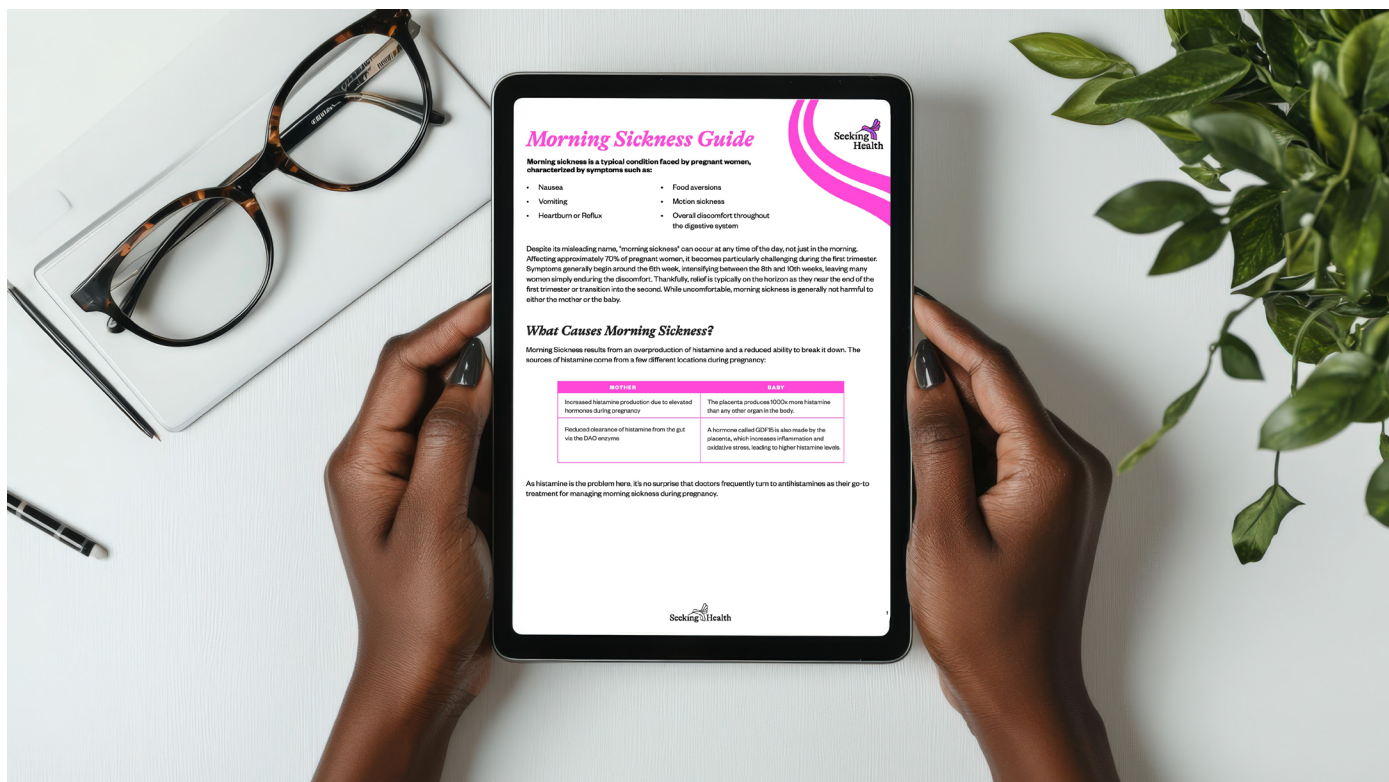 Morning Sickness Guide
Seeking
Health
Morning sickness is a typical condition faced by pregnant women,
characterized by symptoms such as:
• Nausea
• Vomiting
• Heartburn or Reflux
• Food aversions
• Motion sickness
• Overall discomfort throughout
the digestive system
Despite its misleading name, "morning sickness" can occur at any time of the day, not just in the morning.
Affecting approximately 70% of pregnant women, it becomes particularly challenging during the first trimester.
Symptoms generally begin around the 6th week, intensifying between the 8th and 10th weeks, leaving many
women simply enduring the discomfort. Thankfully, relief is typically on the horizon as they near the end of the
first trimester or transition into the second. While uncomfortable, morning sickness is generally not harmful to
either the mother or the baby.
What Causes Morning Sickness?
Morning Sickness results from an overproduction of histamine and a reduced ability to break it down. The
sources of histamine come from a few different locations during pregnancy:
MOTHER
BABY
Increased histamine production due to elevated
hormones during pregnancy
The placenta produces 1000x more histamine
than any other organ in the body.
Reduced clearance of histamine from the gut
via the DAO enzyme
A hormone called GDF15 is also made by the
placenta, which increases inflammation and
oxidative stress, leading to higher histamine levels.
As histamine is the problem here, it's no surprise that doctors frequently turn to antihistamines as their go-to
treatment for managing morning sickness during pregnancy.
Seeking Health
1